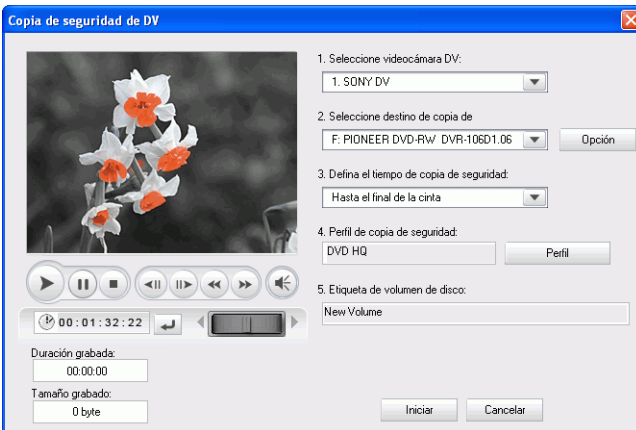 Copia de seguridad de DV
1. Seleccione videocámara DV:
1. SONY DV
2. Seleccione destino de copia de
F: PIONEER DVD-RW DVR-106D1.06
Opción
3. Defina el tiempo de copia de seguridad:
Hasta el final de la cinta
4. Perfil de copia de seguridad:
DVD HQ
Perfil
5. Etiqueta de volumen de disco:
New Volume
00:01:32:22
Duración grabada:
00:00:00
Tamaño grabado:
0 byte
Iniciar
Cancelar